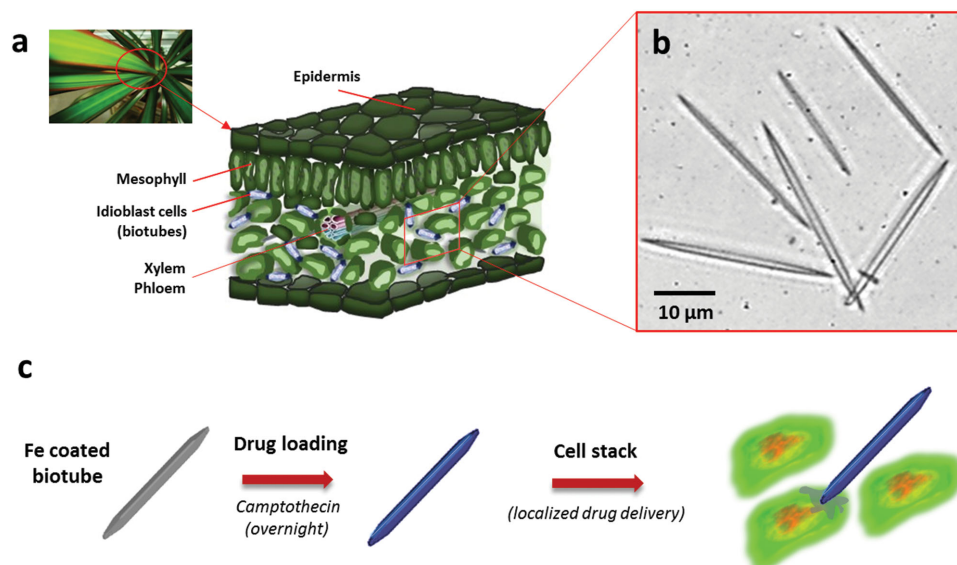 a
Epidermis
Mesophyll
Idioblast cells
(biotubes)
Xylem
Phloem
b
10 µm
c
Fe coated
biotube
Drug loading
Camptothecin
(overnight)
Cell stack
(localized drug delivery)